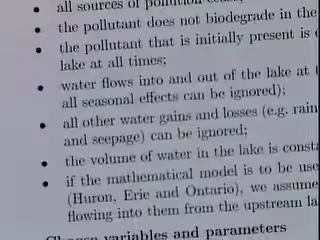 • all sources of pollution cease;
• the pollutant does not biodegrade in the
• the pollutant that is initially present is
lake at all times;
• water flows into and out of the lake at
all seasonal effects can be ignored);
• all other water gains and losses (e.g. rain
and seepage) can be ignored;
• the volume of water in the lake is consta
• if the mathematical model is to be use
(Huron, Erie and Ontario), we assume
flowing into them from the upstream la
variables and parameters